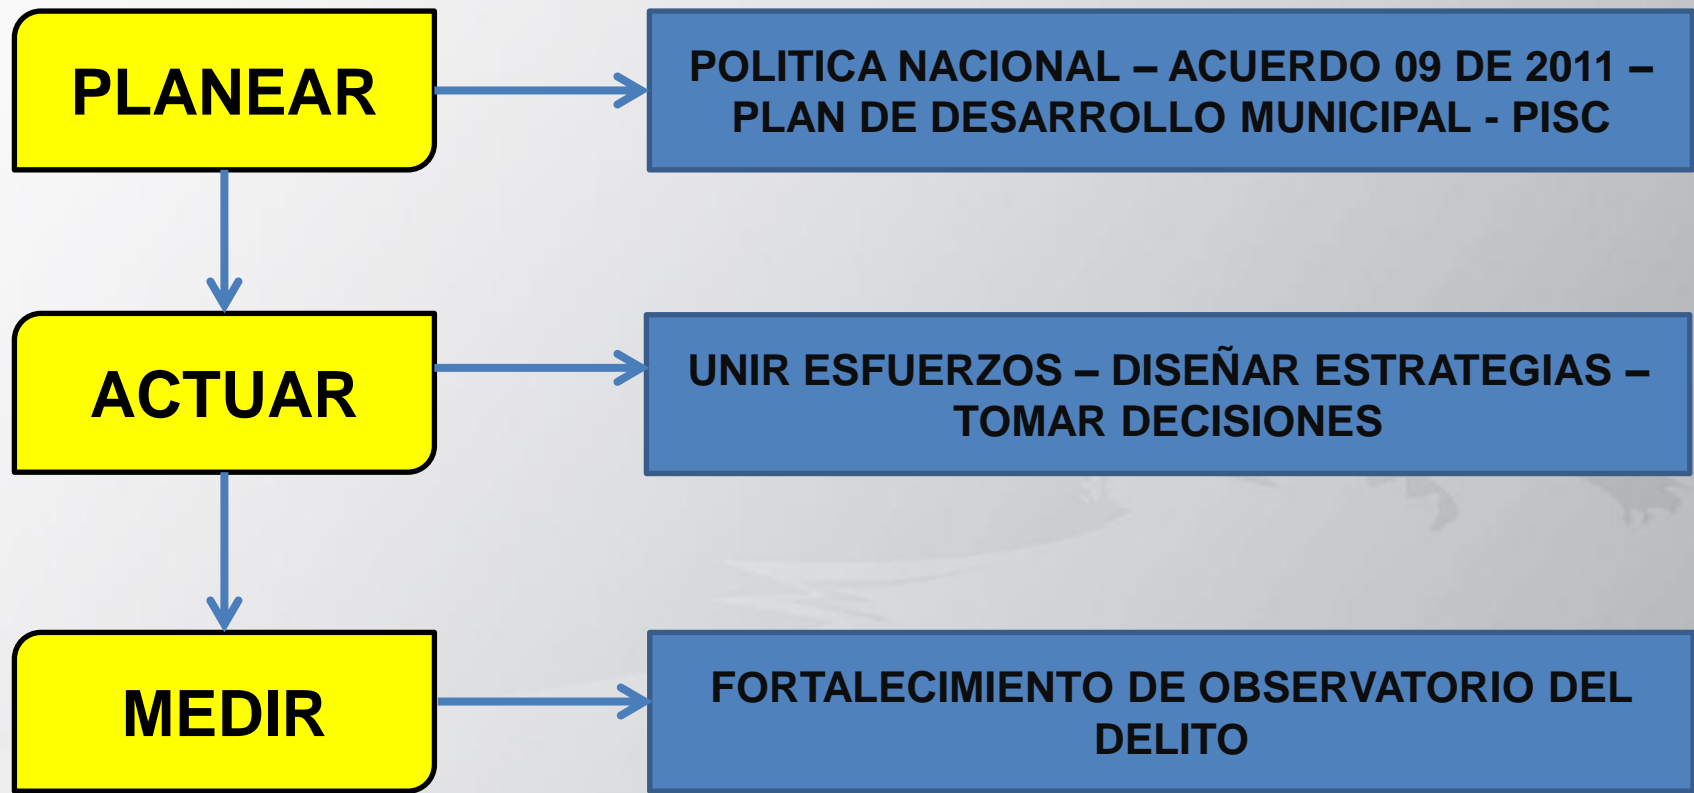 PLANEAR
POLITICA NACIONAL – ACUERDO 09 DE 2011 –
PLAN DE DESARROLLO MUNICIPAL - PISC
ACTUAR
UNIR ESFUERZOS – DISEÑAR ESTRATEGIAS –
TOMAR DECISIONES
MEDIR
FORTALECIMIENTO DE OBSERVATORIO DEL
DELITO